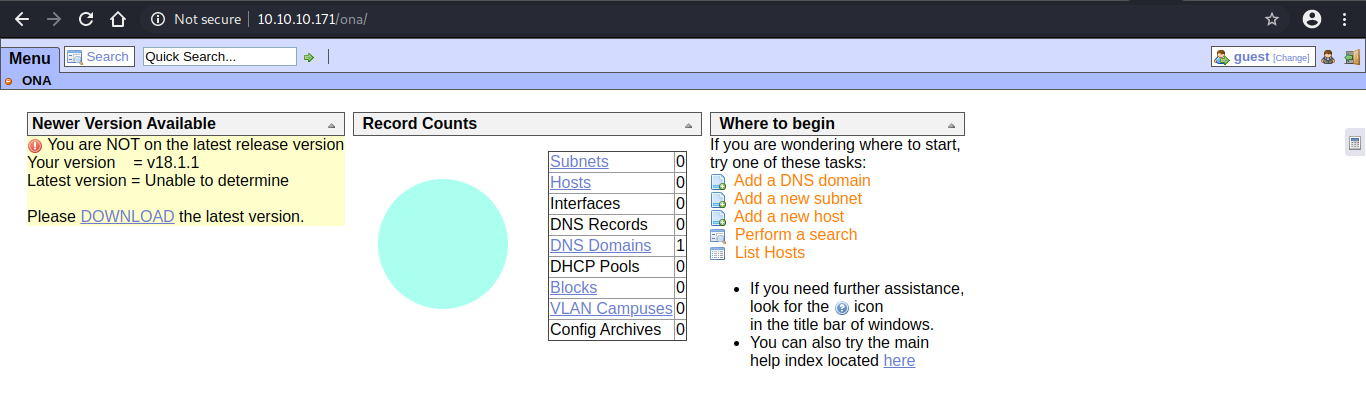 Not secure | 10.10.10.171/ona/
Menu Search Quick Search... guest [Change]
ONA
Newer Version Available
You are NOT on the latest release version
Your version = v18.1.1
Latest version = Unable to determine
Please DOWNLOAD the latest version.
Record Counts
Subnets 0
Hosts 0
Interfaces 0
DNS Records 0
DNS Domains 1
DHCP Pools 0
Blocks 0
VLAN Campuses 0
Config Archives 0
Where to begin
If you are wondering where to start,
try one of these tasks:
Add a DNS domain
Add a new subnet
Add a new host
Perform a search
List Hosts
• If you need further assistance,
look for the ? icon
in the title bar of windows.
• You can also try the main
help index located here